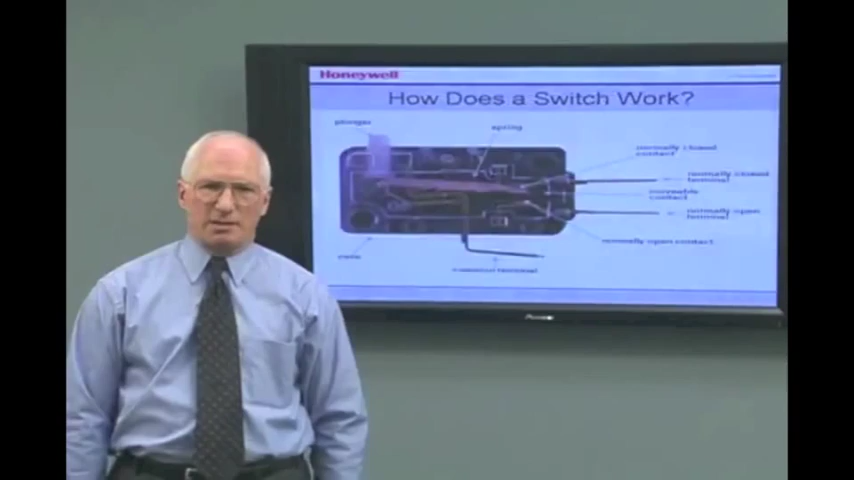 Honeywell
How Does a Switch Work?
plunger
spring
normally closed
contact
normally closed
terminal
moveable
contact
normally open
terminal
normally open contact
common terminal
Pioneer